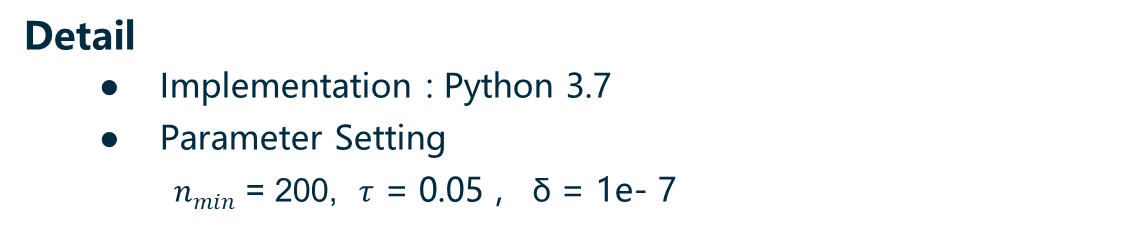 Detail
● Implementation : Python 3.7
● Parameter Setting
n_min = 200, τ = 0.05 , δ = 1e- 7